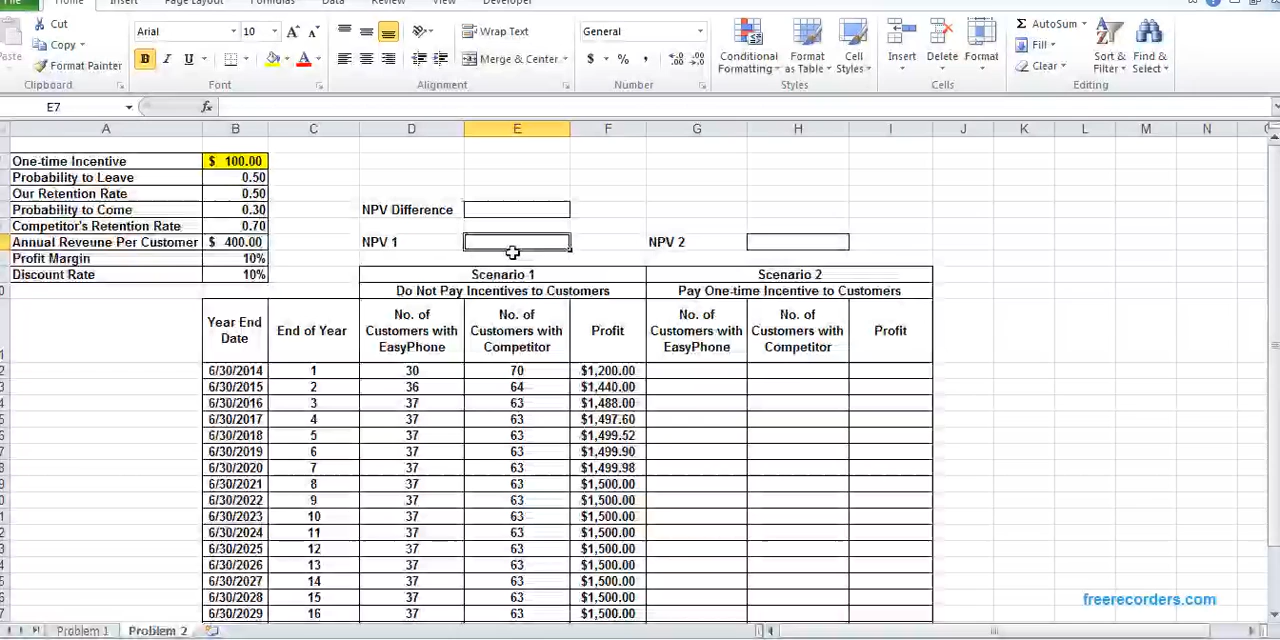 File Home Insert Page Layout Formulas Data Review View Developer
Cut
Copy
Format Painter
Paste
Arial 10
B I U
Wrap Text
Merge & Center
General
$ % ,
Conditional Formatting
Format as Table
Cell Styles
Insert Delete Format
Σ AutoSum
Fill
Clear
Sort & Filter
Find & Select
Clipboard Font Alignment Number Styles Cells Editing
E7 fx
A B C D E F G H I J K L M N
One-time Incentive $ 100.00
Probability to Leave 0.50
Our Retention Rate 0.50
Probability to Come 0.30 NPV Difference
Competitor's Retention Rate 0.70
Annual Reveune Per Customer $ 400.00 NPV 1 NPV 2
Profit Margin 10%
Discount Rate 10% Scenario 1 Scenario 2
Do Not Pay Incentives to Customers Pay One-time Incentive to Customers
Year End Date End of Year No. of Customers with EasyPhone No. of Customers with Competitor Profit No. of Customers with EasyPhone No. of Customers with Competitor Profit
6/30/2014 1 30 70 $1,200.00
6/30/2015 2 36 64 $1,440.00
6/30/2016 3 37 63 $1,488.00
6/30/2017 4 37 63 $1,497.60
6/30/2018 5 37 63 $1,499.52
6/30/2019 6 37 63 $1,499.90
6/30/2020 7 37 63 $1,499.98
6/30/2021 8 37 63 $1,500.00
6/30/2022 9 37 63 $1,500.00
6/30/2023 10 37 63 $1,500.00
6/30/2024 11 37 63 $1,500.00
6/30/2025 12 37 63 $1,500.00
6/30/2026 13 37 63 $1,500.00
6/30/2027 14 37 63 $1,500.00
6/30/2028 15 37 63 $1,500.00
6/30/2029 16 37 63 $1,500.00
freerecorders.com
Problem 1 Problem 2